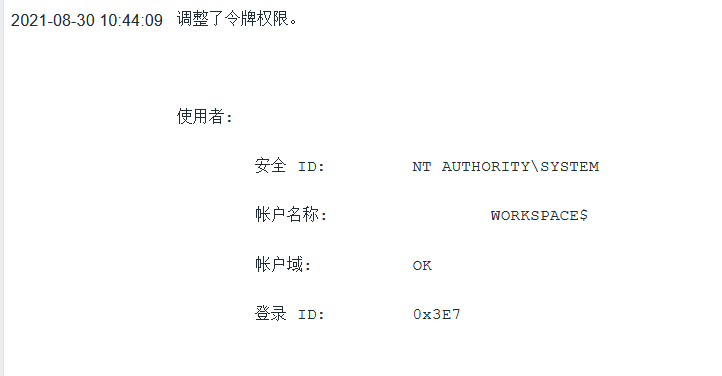 2021-08-30 10:44:09 调整了令牌权限。
使用者:
安全 ID: NT AUTHORITY\SYSTEM
帐户名称: WORKSPACE$
帐户域: OK
登录 ID: 0x3E7